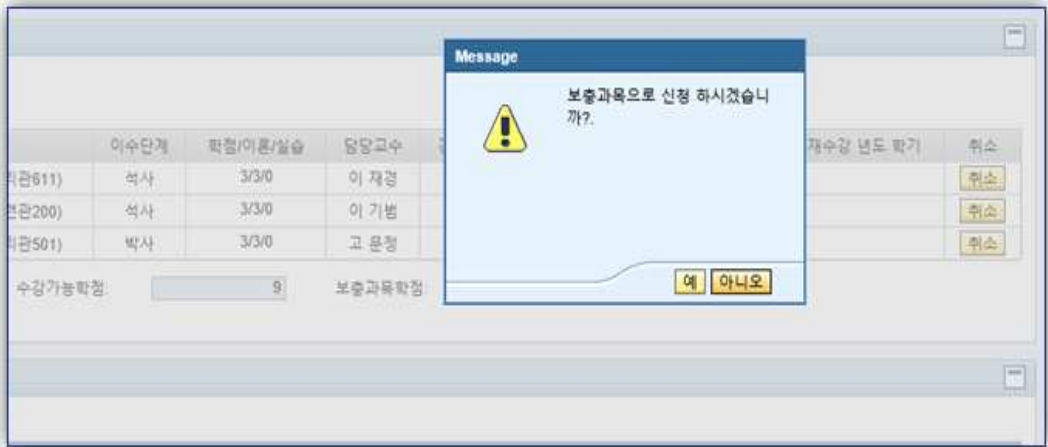 Message
보충과목으로 신청 하시겠습니
까?.
이수단계 학점/이론/실습 담당교수 재수강 년도 학기 취소
관611) 석사 3/3/0 이 재경 취소
관200) 석사 3/3/0 이 기범 취소
관501) 박사 3/3/0 고 문정 취소
수강가능학점: 9 보충과목학점
예 아니오